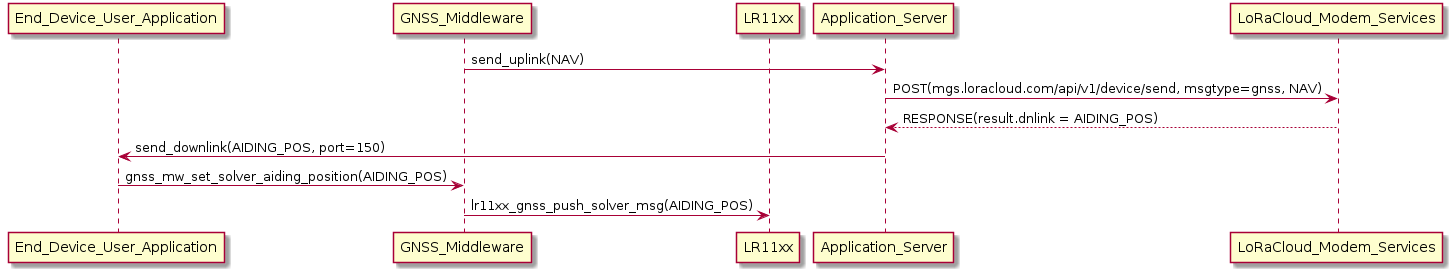 End_Device_User_Application GNSS_Middleware LR11xx Application_Server LoRaCloud_Modem_Services
send_uplink(NAV)
POST(mgs.loracloud.com/api/v1/device/send, msgtype=gnss, NAV)
RESPONSE(result.dnlink = AIDING_POS)
send_downlink(AIDING_POS, port=150)
gnss_mw_set_solver_aiding_position(AIDING_POS)
lr11xx_gnss_push_solver_msg(AIDING_POS)
End_Device_User_Application GNSS_Middleware LR11xx Application_Server LoRaCloud_Modem_Services